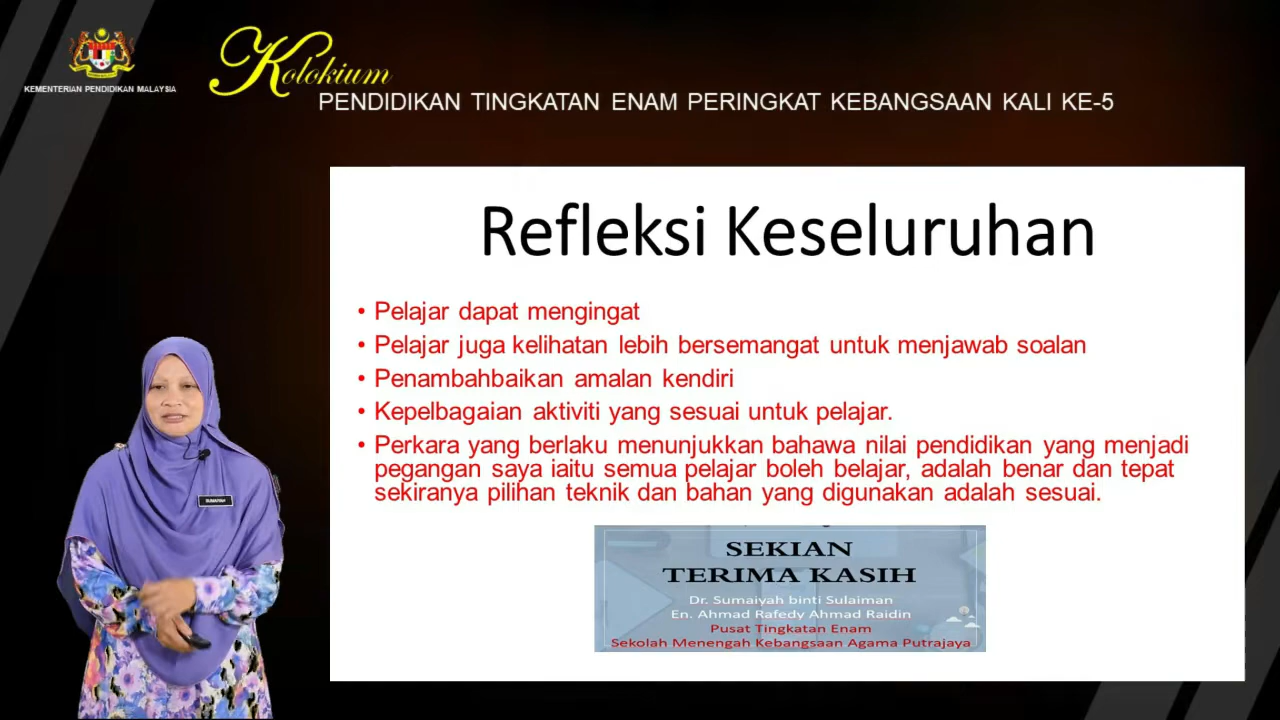 KEMENTERIAN PENDIDIKAN MALAYSIA
Kolokium
PENDIDIKAN TINGKATAN ENAM PERINGKAT KEBANGSAAN KALI KE-5
Refleksi Keseluruhan
• Pelajar dapat mengingat
• Pelajar juga kelihatan lebih bersemangat untuk menjawab soalan
• Penambahbaikan amalan kendiri
• Kepelbagaian aktiviti yang sesuai untuk pelajar.
• Perkara yang berlaku menunjukkan bahawa nilai pendidikan yang menjadi
pegangan saya iaitu semua pelajar boleh belajar, adalah benar dan tepat
sekiranya pilihan teknik dan bahan yang digunakan adalah sesuai.
SUMAIYAH
SEKIAN
TERIMA KASIH
Dr. Sumaiyah binti Sulaiman
En. Ahmad Rafedy Ahmad Raidin
Pusat Tingkatan Enam
Sekolah Menengah Kebangsaan Agama Putrajaya